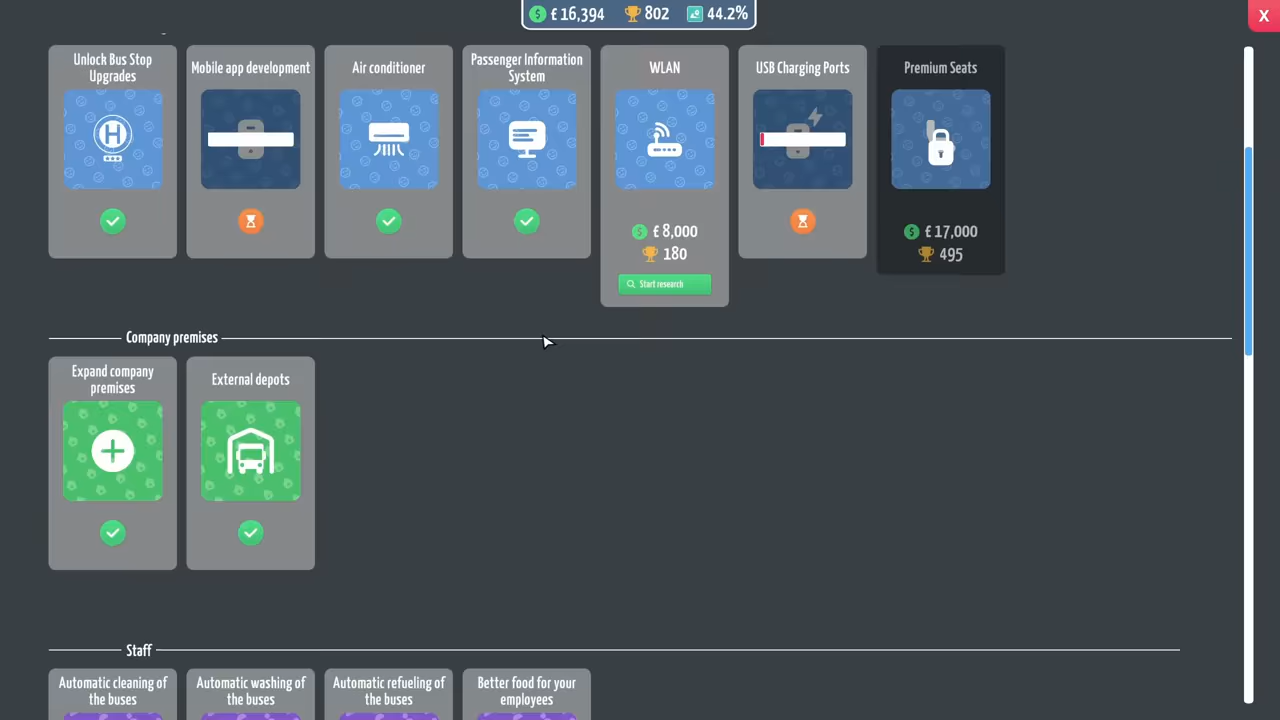 £ 16,394 802 44.2%
X
Unlock Bus Stop
Upgrades
Mobile app development
Air conditioner
Passenger Information
System
WLAN
USB Charging Ports
Premium Seats
H
£ 8,000
180
Start research
£ 17,000
495
Company premises
Expand company
premises
External depots
Staff
Automatic cleaning of
the buses
Automatic washing of
the buses
Automatic refueling of
the buses
Better food for your
employees